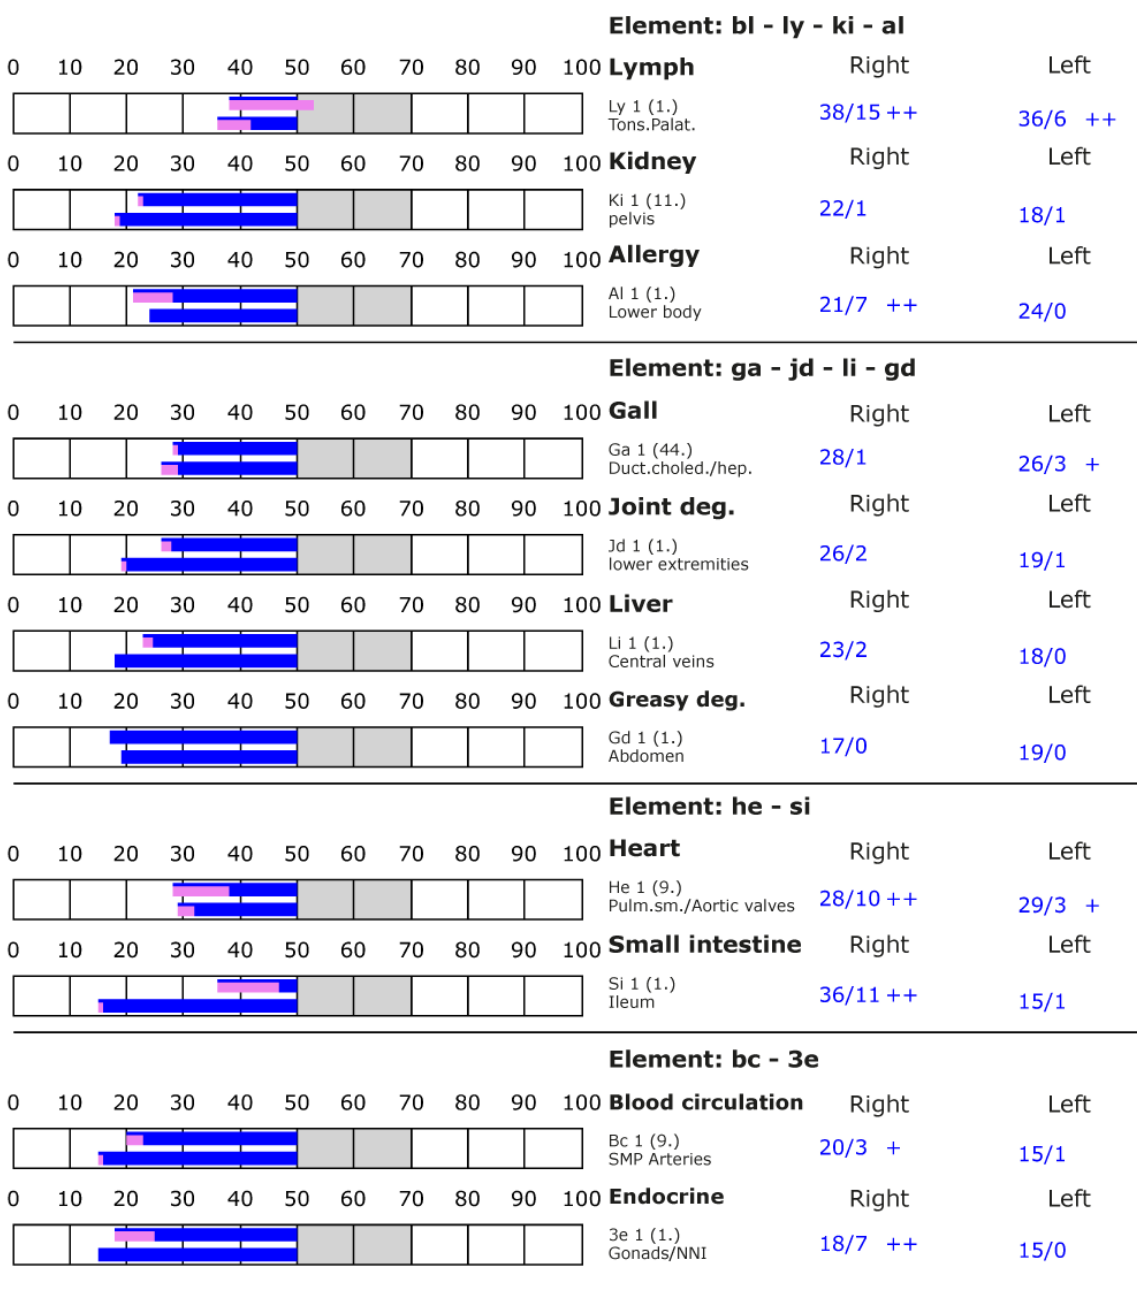 Element: bl - ly - ki - al
0 10 20 30 40 50 60 70 80 90 100 Lymph Right Left
Ly 1 (1.) 38/15 ++ 36/6 ++
Tons.Palat.
0 10 20 30 40 50 60 70 80 90 100 Kidney Right Left
Ki 1 (11.) 22/1 18/1
pelvis
0 10 20 30 40 50 60 70 80 90 100 Allergy Right Left
Al 1 (1.) 21/7 ++ 24/0
Lower body
Element: ga - jd - li - gd
0 10 20 30 40 50 60 70 80 90 100 Gall Right Left
Ga 1 (44.) 28/1 26/3 +
Duct.choled./hep.
0 10 20 30 40 50 60 70 80 90 100 Joint deg. Right Left
Jd 1 (1.) 26/2 19/1
lower extremities
0 10 20 30 40 50 60 70 80 90 100 Liver Right Left
Li 1 (1.) 23/2 18/0
Central veins
0 10 20 30 40 50 60 70 80 90 100 Greasy deg. Right Left
Gd 1 (1.) 17/0 19/0
Abdomen
Element: he - si
0 10 20 30 40 50 60 70 80 90 100 Heart Right Left
He 1 (9.) 28/10 ++ 29/3 +
Pulm.sm./Aortic valves
0 10 20 30 40 50 60 70 80 90 100 Small intestine Right Left
Si 1 (1.) 36/11 ++ 15/1
Ileum
Element: bc - 3e
0 10 20 30 40 50 60 70 80 90 100 Blood circulation Right Left
Bc 1 (9.) 20/3 + 15/1
SMP Arteries
0 10 20 30 40 50 60 70 80 90 100 Endocrine Right Left
3e 1 (1.) 18/7 ++ 15/0
Gonads/NNI